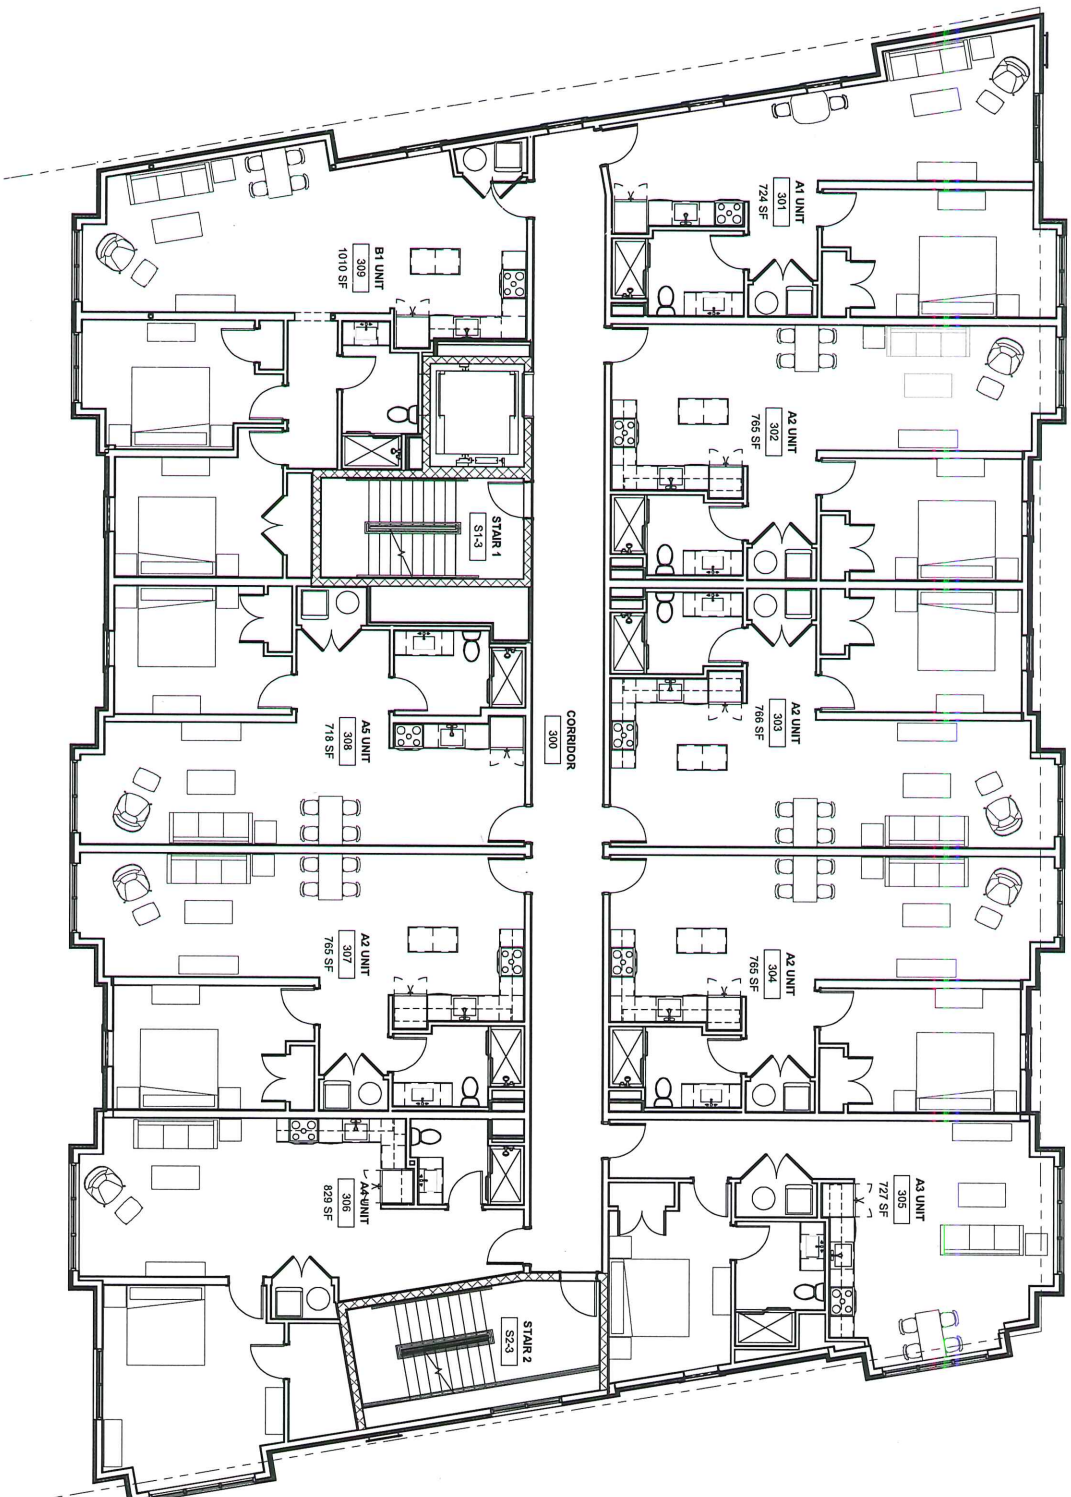 A1 UNIT
301
724 SF
A2 UNIT
302
765 SF
A2 UNIT
303
766 SF
A2 UNIT
304
765 SF
A3 UNIT
305
727 SF
CORRIDOR
300
STAIR 1
S1-3
STAIR 2
S2-3
B1 UNIT
309
1010 SF
A5 UNIT
308
718 SF
A2 UNIT
307
765 SF
A4 UNIT
306
829 SF